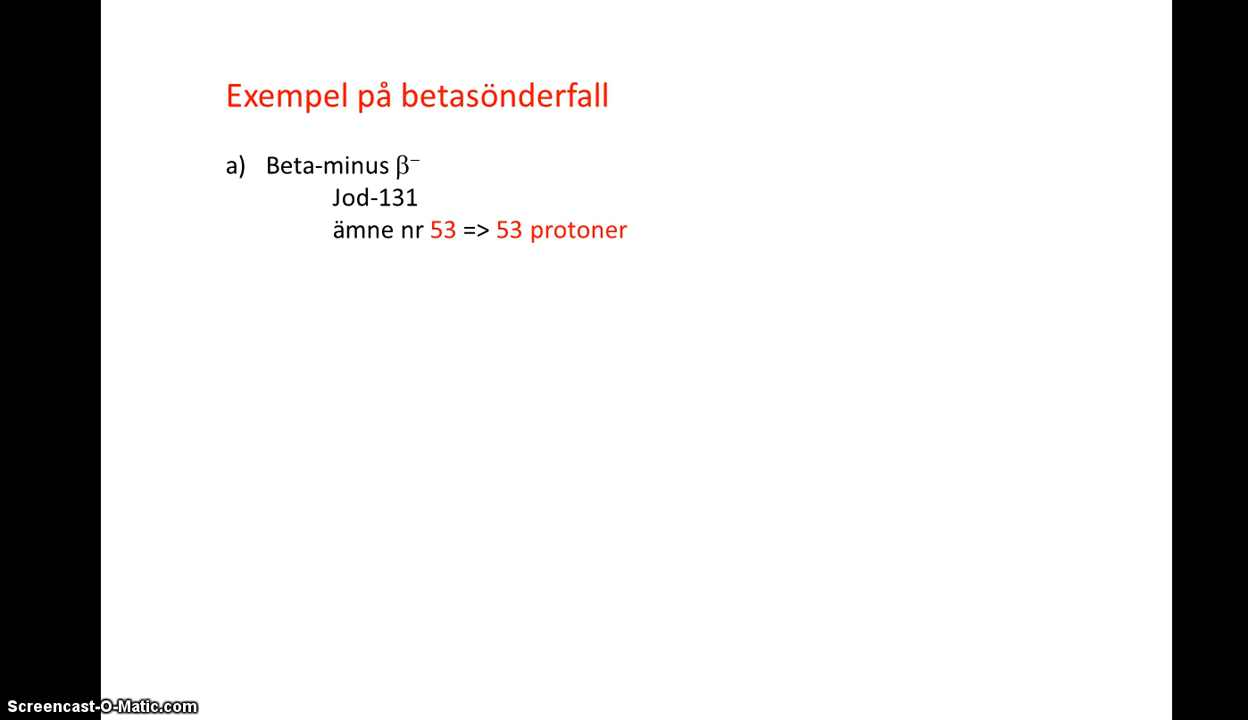 Exempel på betasönderfall
a) Beta-minus β⁻
Jod-131
ämne nr 53 => 53 protoner
Screencast-O-Matic.com